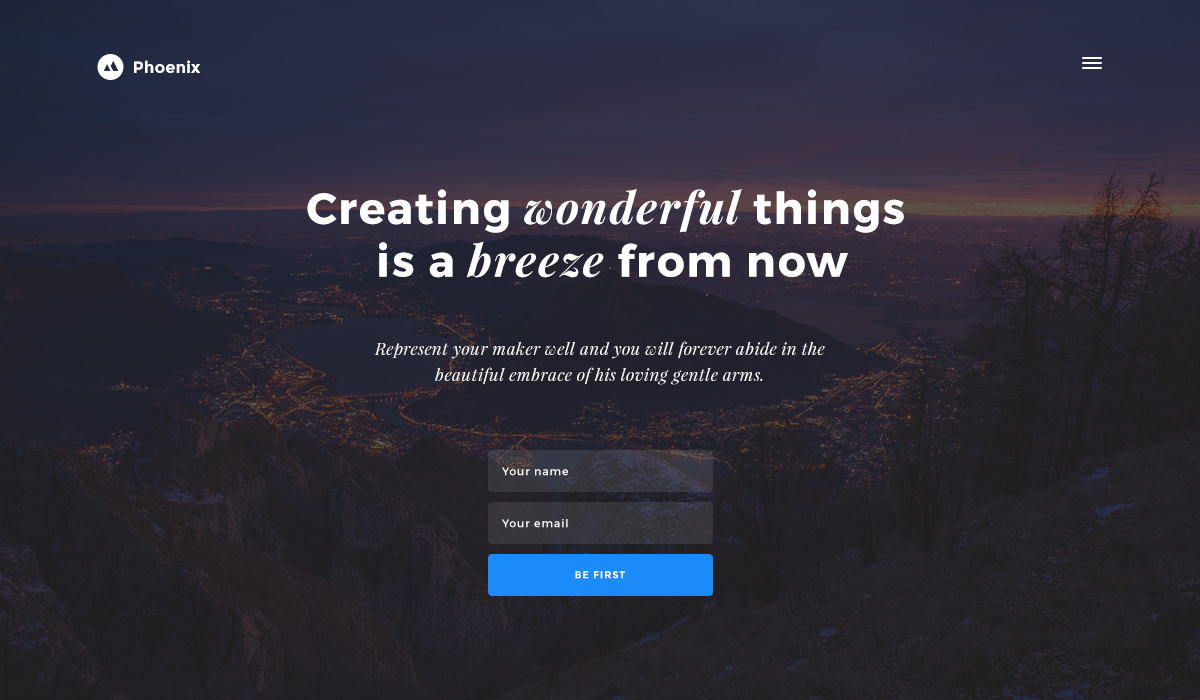 Phoenix
Creating wonderful things
is a breeze from now
Represent your maker well and you will forever abide in the
beautiful embrace of his loving gentle arms.
Your name
Your email
BE FIRST